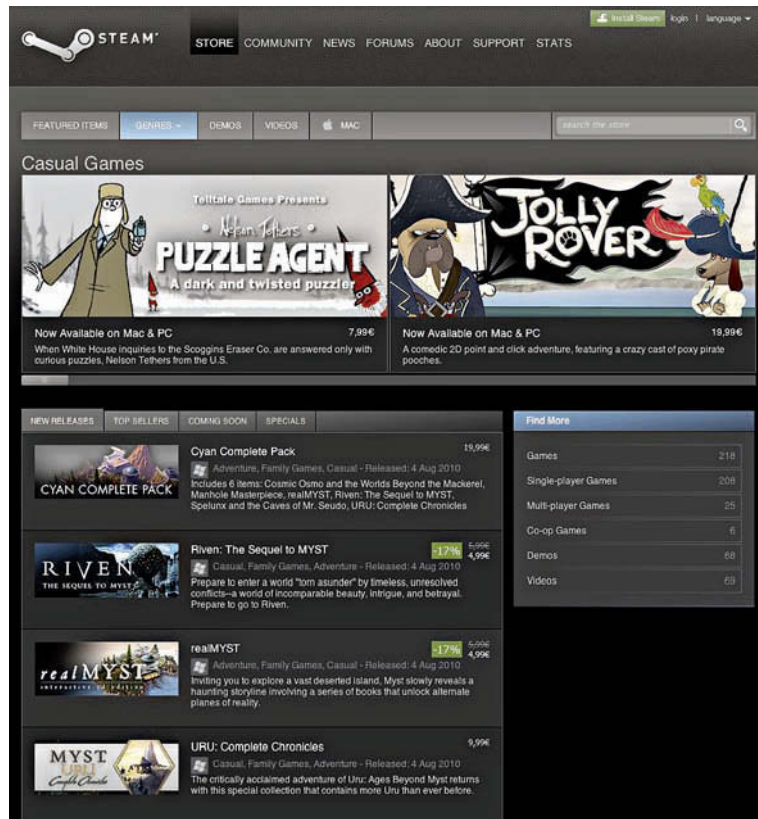 Install Steam login | language
STEAM
STORE COMMUNITY NEWS FORUMS ABOUT SUPPORT STATS
FEATURED ITEMS GENRES DEMOS VIDEOS MAC search the store
Casual Games
Telltale Games Presents
Nelson Tethers
PUZZLE AGENT
A dark and twisted puzzler
JOLLY
ROVER
Now Available on Mac & PC 7,99€
When White House inquiries to the Scoggins Eraser Co. are answered only with
curious puzzles, Nelson Tethers from the U.S.
Now Available on Mac & PC 19,99€
A comedic 2D point and click adventure, featuring a crazy cast of poxy pirate
pooches.
NEW RELEASES TOP SELLERS COMING SOON SPECIALS
CYAN COMPLETE PACK
Cyan Complete Pack 19,99€
Adventure, Family Games, Casual - Released: 4 Aug 2010
Includes 6 items: Cosmic Osmo and the Worlds Beyond the Mackerel,
Manhole Masterpiece, realMYST, Riven: The Sequel to MYST,
Spelunx and the Caves of Mr. Seudo, URU: Complete Chronicles
RIVEN
THE SEQUEL TO MYST
Riven: The Sequel to MYST -17% 5,99€
4,99€
Casual, Family Games, Adventure - Released: 4 Aug 2010
Prepare to enter a world "torn asunder" by timeless, unresolved
conflicts--a world of incomparable beauty, intrigue, and betrayal.
Prepare to go to Riven.
realMYST
interactive 3d edition
realMYST -17% 5,99€
4,99€
Adventure, Family Games, Casual - Released: 4 Aug 2010
Inviting you to explore a vast deserted island, Myst slowly reveals a
haunting storyline involving a series of books that unlock alternate
planes of reality.
MYST
URU
Complete Chronicles
URU: Complete Chronicles 9,99€
Casual, Family Games, Adventure - Released: 4 Aug 2010
The critically acclaimed adventure of Uru: Ages Beyond Myst returns
with this special collection that contains more Uru than ever before.
Find More
Games 218
Single-player Games 208
Multi-player Games 25
Co-op Games 6
Demos 68
Videos 69